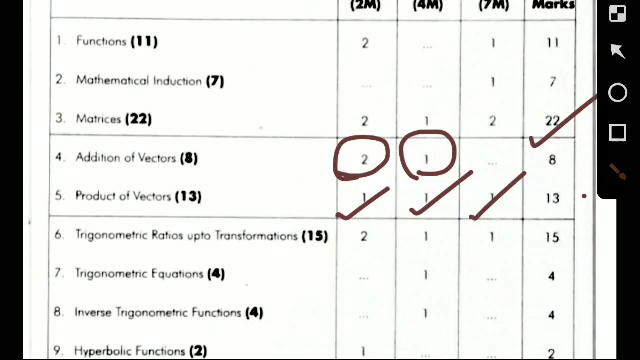 (2M) (4M) (7M) Marks
1. Functions (11) 2 ... 1 11
2. Mathematical Induction (7) ... ... 1 7
3. Matrices (22) 2 1 2 22
4. Addition of Vectors (8) 2 1 ... 8
5. Product of Vectors (13) 1 1 1 13
6. Trigonometric Ratios upto Transformations (15) 2 1 1 15
7. Trigonometric Equations (4) ... 1 4
8. Inverse Trigonometric Functions (4) ... 1 4
9. Hyperbolic Functions (2) 1 ... ... 2